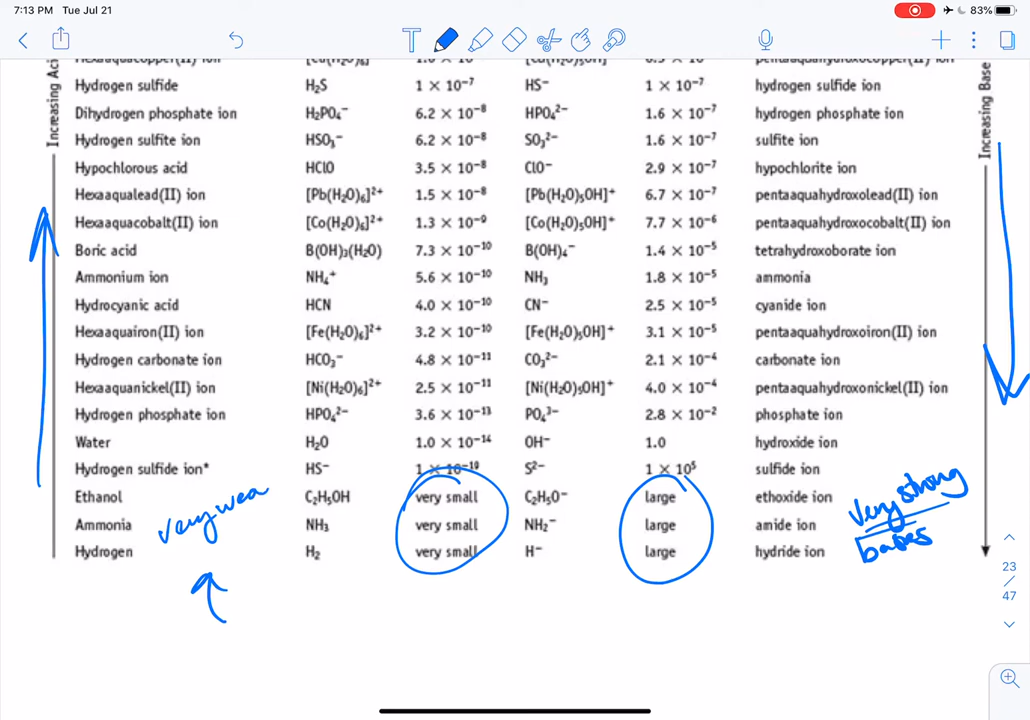 7:13 PM Tue Jul 21
83%
T
Increasing Aci
Increasing Base
Hydrogen sulfide H₂S 1 × 10⁻⁷ HS⁻ 1 × 10⁻⁷ hydrogen sulfide ion
Dihydrogen phosphate ion H₂PO₄⁻ 6.2 × 10⁻⁸ HPO₄²⁻ 1.6 × 10⁻⁷ hydrogen phosphate ion
Hydrogen sulfite ion HSO₃⁻ 6.2 × 10⁻⁸ SO₃²⁻ 1.6 × 10⁻⁷ sulfite ion
Hypochlorous acid HClO 3.5 × 10⁻⁸ ClO⁻ 2.9 × 10⁻⁷ hypochlorite ion
Hexaaqualead(II) ion [Pb(H₂O)₆]²⁺ 1.5 × 10⁻⁸ [Pb(H₂O)₅OH]⁺ 6.7 × 10⁻⁷ pentaaquahydroxolead(II) ion
Hexaaquacobalt(II) ion [Co(H₂O)₆]²⁺ 1.3 × 10⁻⁹ [Co(H₂O)₅OH]⁺ 7.7 × 10⁻⁶ pentaaquahydroxocobalt(II) ion
Boric acid B(OH)₃(H₂O) 7.3 × 10⁻¹⁰ B(OH)₄⁻ 1.4 × 10⁻⁵ tetrahydroxoborate ion
Ammonium ion NH₄⁺ 5.6 × 10⁻¹⁰ NH₃ 1.8 × 10⁻⁵ ammonia
Hydrocyanic acid HCN 4.0 × 10⁻¹⁰ CN⁻ 2.5 × 10⁻⁵ cyanide ion
Hexaaquairon(II) ion [Fe(H₂O)₆]²⁺ 3.2 × 10⁻¹⁰ [Fe(H₂O)₅OH]⁺ 3.1 × 10⁻⁵ pentaaquahydroxoiron(II) ion
Hydrogen carbonate ion HCO₃⁻ 4.8 × 10⁻¹¹ CO₃²⁻ 2.1 × 10⁻⁴ carbonate ion
Hexaaquanickel(II) ion [Ni(H₂O)₆]²⁺ 2.5 × 10⁻¹¹ [Ni(H₂O)₅OH]⁺ 4.0 × 10⁻⁴ pentaaquahydroxonickel(II) ion
Hydrogen phosphate ion HPO₄²⁻ 3.6 × 10⁻¹³ PO₄³⁻ 2.8 × 10⁻² phosphate ion
Water H₂O 1.0 × 10⁻¹⁴ OH⁻ 1.0 hydroxide ion
Hydrogen sulfide ion* HS⁻ 1 × 10⁻¹⁹ S²⁻ 1 × 10⁵ sulfide ion
Ethanol C₂H₅OH very small C₂H₅O⁻ large ethoxide ion
Ammonia NH₃ very small NH₂⁻ large amide ion
Hydrogen H₂ very small H⁻ large hydride ion
very wea
very strong
bases
23
/
47